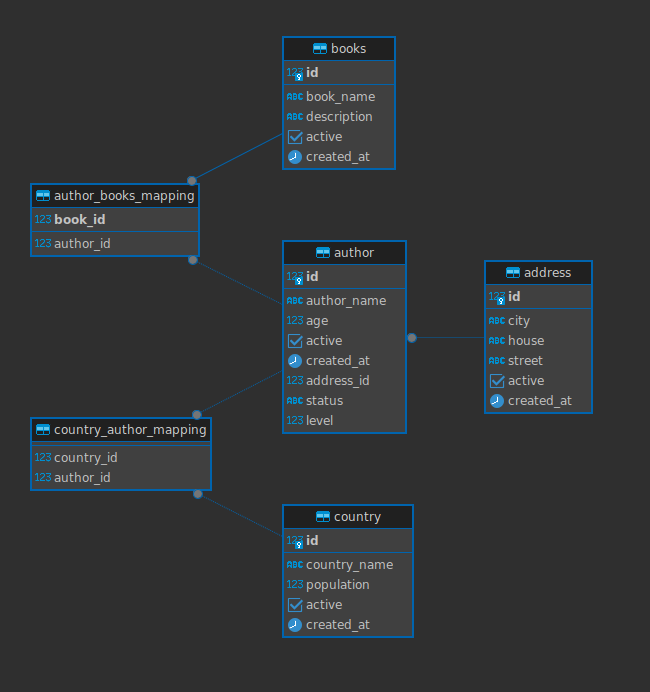 books
123 id
ABC book_name
ABC description
active
created_at
author_books_mapping
123 book_id
123 author_id
author
123 id
ABC author_name
123 age
active
created_at
123 address_id
ABC status
123 level
address
123 id
ABC city
ABC house
ABC street
active
created_at
country_author_mapping
123 country_id
123 author_id
country
123 id
ABC country_name
123 population
active
created_at